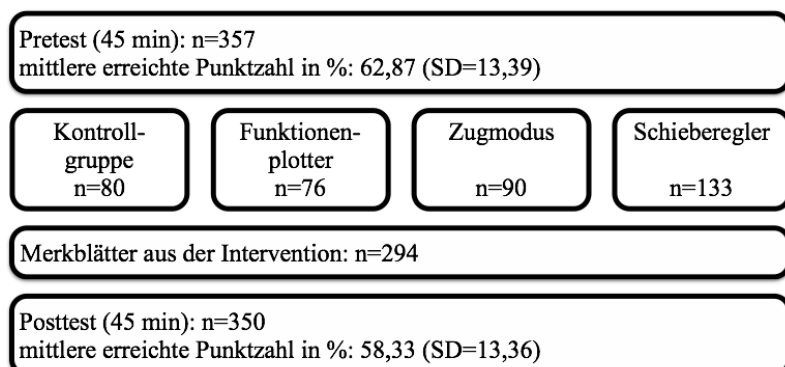 Pretest (45 min): n=357
mittlere erreichte Punktzahl in %: 62,87 (SD=13,39)
Kontroll-
gruppe
n=80
Funktionen-
plotter
n=76
Zugmodus
n=90
Schieberegler
n=133
Merkblätter aus der Intervention: n=294
Posttest (45 min): n=350
mittlere erreichte Punktzahl in %: 58,33 (SD=13,36)